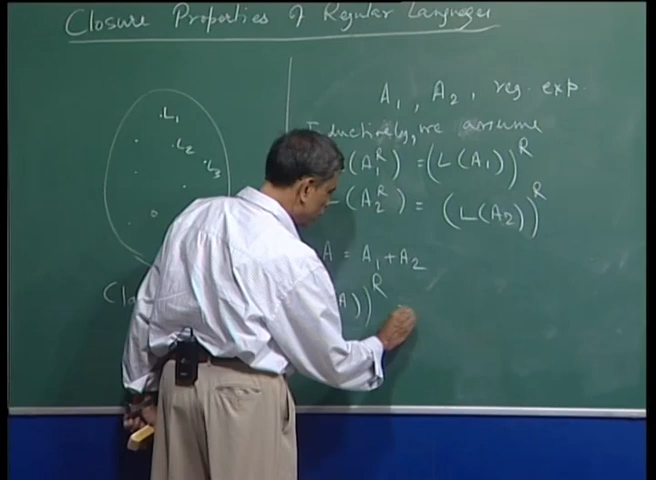 Closure Properties of Regular Languages
.L₁
.L₂
.L₃
A₁, A₂, reg. exp.
we assume
(A₁ᴿ) = (L(A₁))ᴿ
L(A₂ᴿ) = (L(A₂))ᴿ
A = A₁+A₂
A))ᴿ